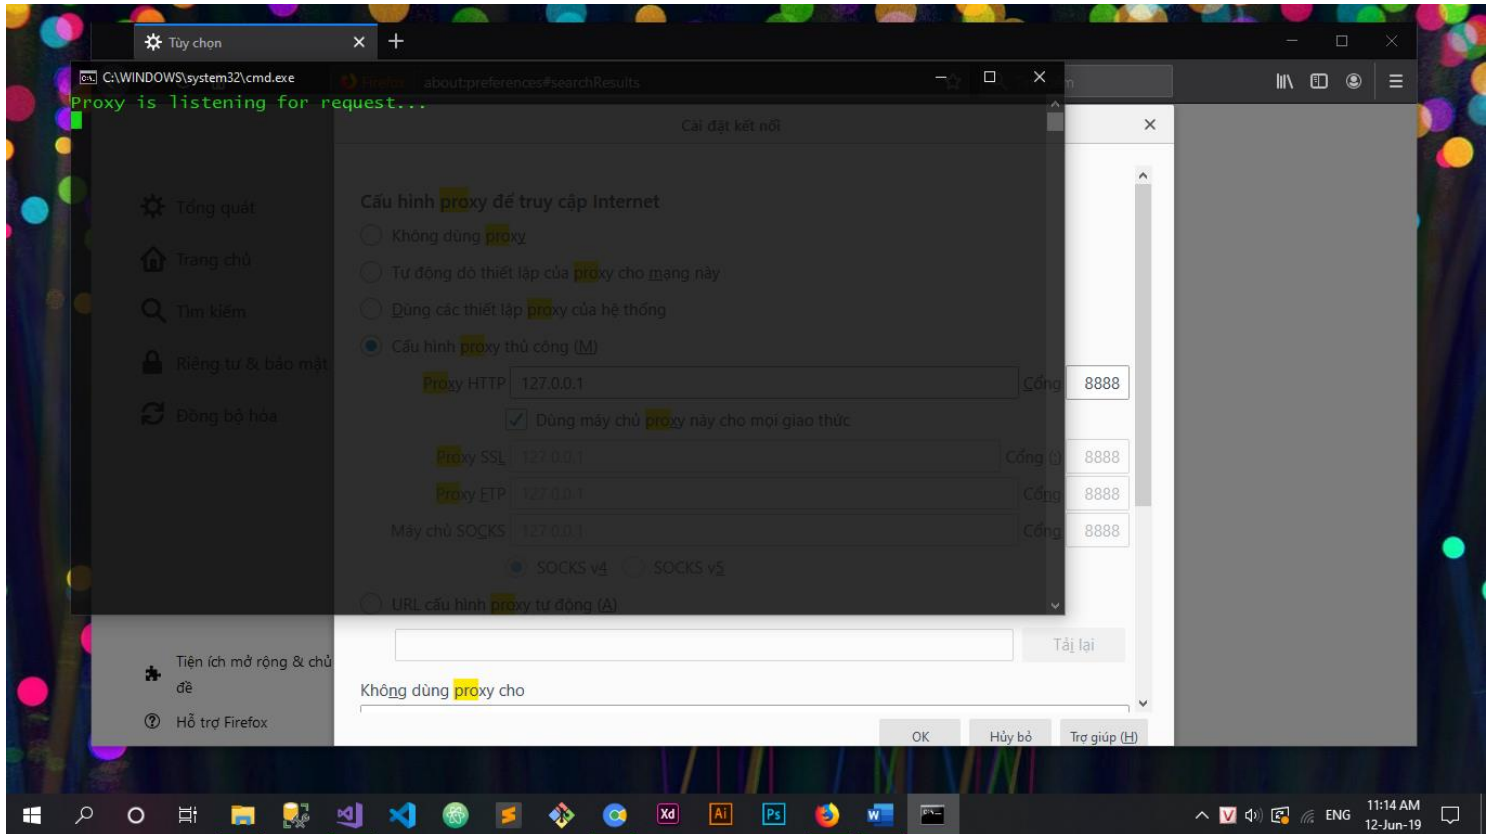 Tùy chọn
C:\WINDOWS\system32\cmd.exe
Firefox about:preferences#searchResults
Proxy is listening for request...
Cài đặt kết nối
Tổng quát
Trang chủ
Tìm kiếm
Riêng tư & bảo mật
Đồng bộ hóa
Tiện ích mở rộng & chủ
đề
Hỗ trợ Firefox
Cấu hình proxy để truy cập Internet
Không dùng proxy
Tự động dò thiết lập của proxy cho mạng này
Dùng các thiết lập proxy của hệ thống
Cấu hình proxy thủ công (M)
Proxy HTTP 127.0.0.1 Cổng 8888
Dùng máy chủ proxy này cho mọi giao thức
Proxy SSL 127.0.0.1 Cổng (:) 8888
Proxy FTP 127.0.0.1 Cổng 8888
Máy chủ SOCKS 127.0.0.1 Cổng 8888
SOCKS v4 SOCKS v5
URL cấu hình proxy tự động (A)
Tải lại
Không dùng proxy cho
OK Hủy bỏ Trợ giúp (H)
Xd Ai Ps W V ENG 11:14 AM
12-Jun-19